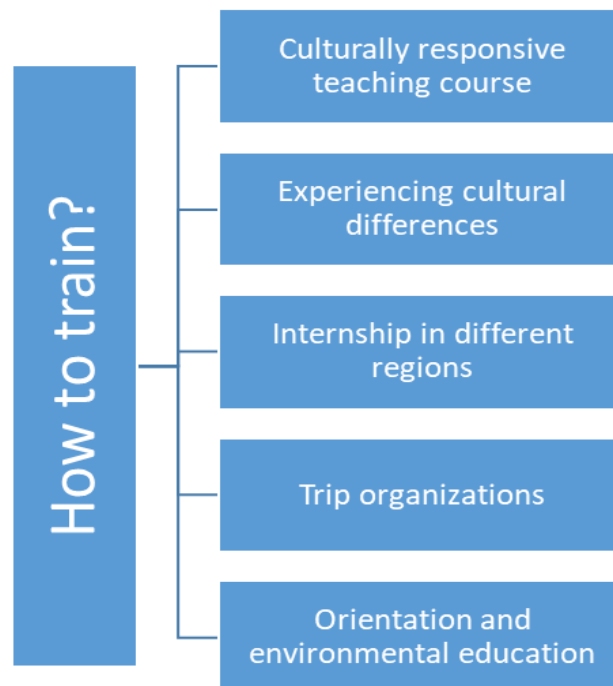 How to train?
Culturally responsive
teaching course
Experiencing cultural
differences
Internship in different
regions
Trip organizations
Orientation and
environmental education